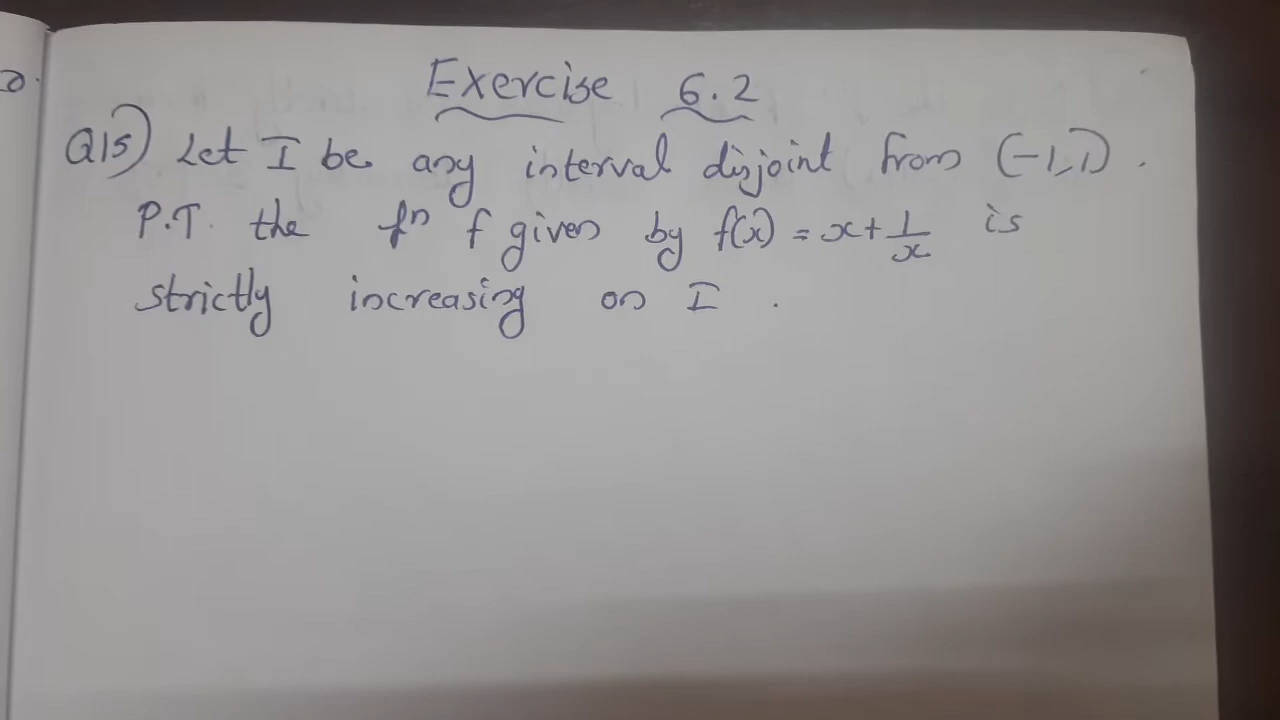 Exercise 6.2
Q15) Let I be any interval disjoint from (-1,1).
P.T. the fⁿ f given by f(x) = x + 1/x is
strictly increasing on I.